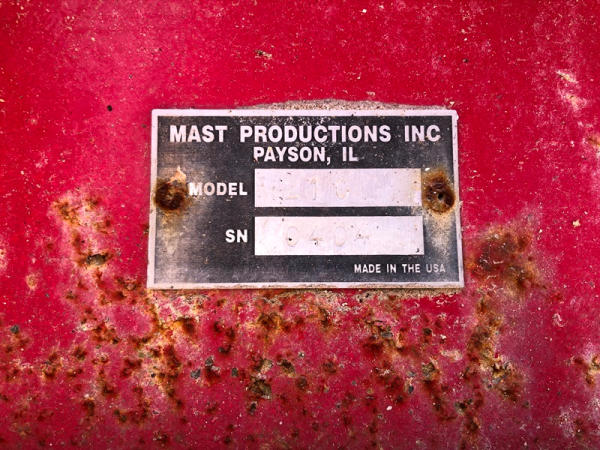 MAST PRODUCTIONS INC
PAYSON, IL
MODEL
SN
MADE IN THE USA